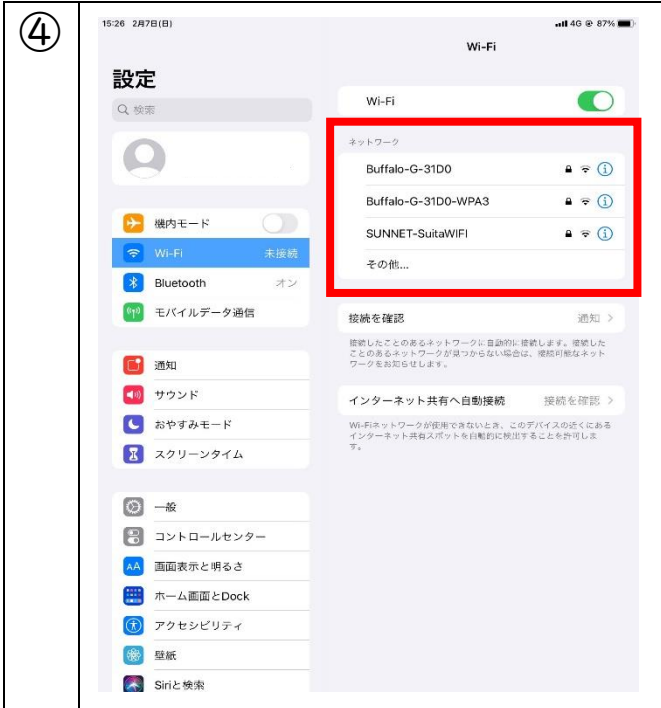 ④
15:26 2月7日(日)
4G 87%
Wi-Fi
設定
検索
機内モード
Wi-Fi 未接続
Bluetooth オン
モバイルデータ通信
通知
サウンド
おやすみモード
スクリーンタイム
一般
コントロールセンター
AA 画面表示と明るさ
ホーム画面とDock
アクセシビリティ
壁紙
Siriと検索
Wi-Fi
ネットワーク
Buffalo-G-31D0
Buffalo-G-31D0-WPA3
SUNNET-SuitaWIFI
その他...
接続を確認 通知
接続したことのあるネットワークに自動的に接続します。接続した
ことのあるネットワークが見つからない場合は、接続可能なネット
ワークをお知らせします。
インターネット共有へ自動接続 接続を確認
Wi-Fiネットワークが使用できないとき、このデバイスの近くにある
インターネット共有スポットを自動的に検出することを許可しま
す。